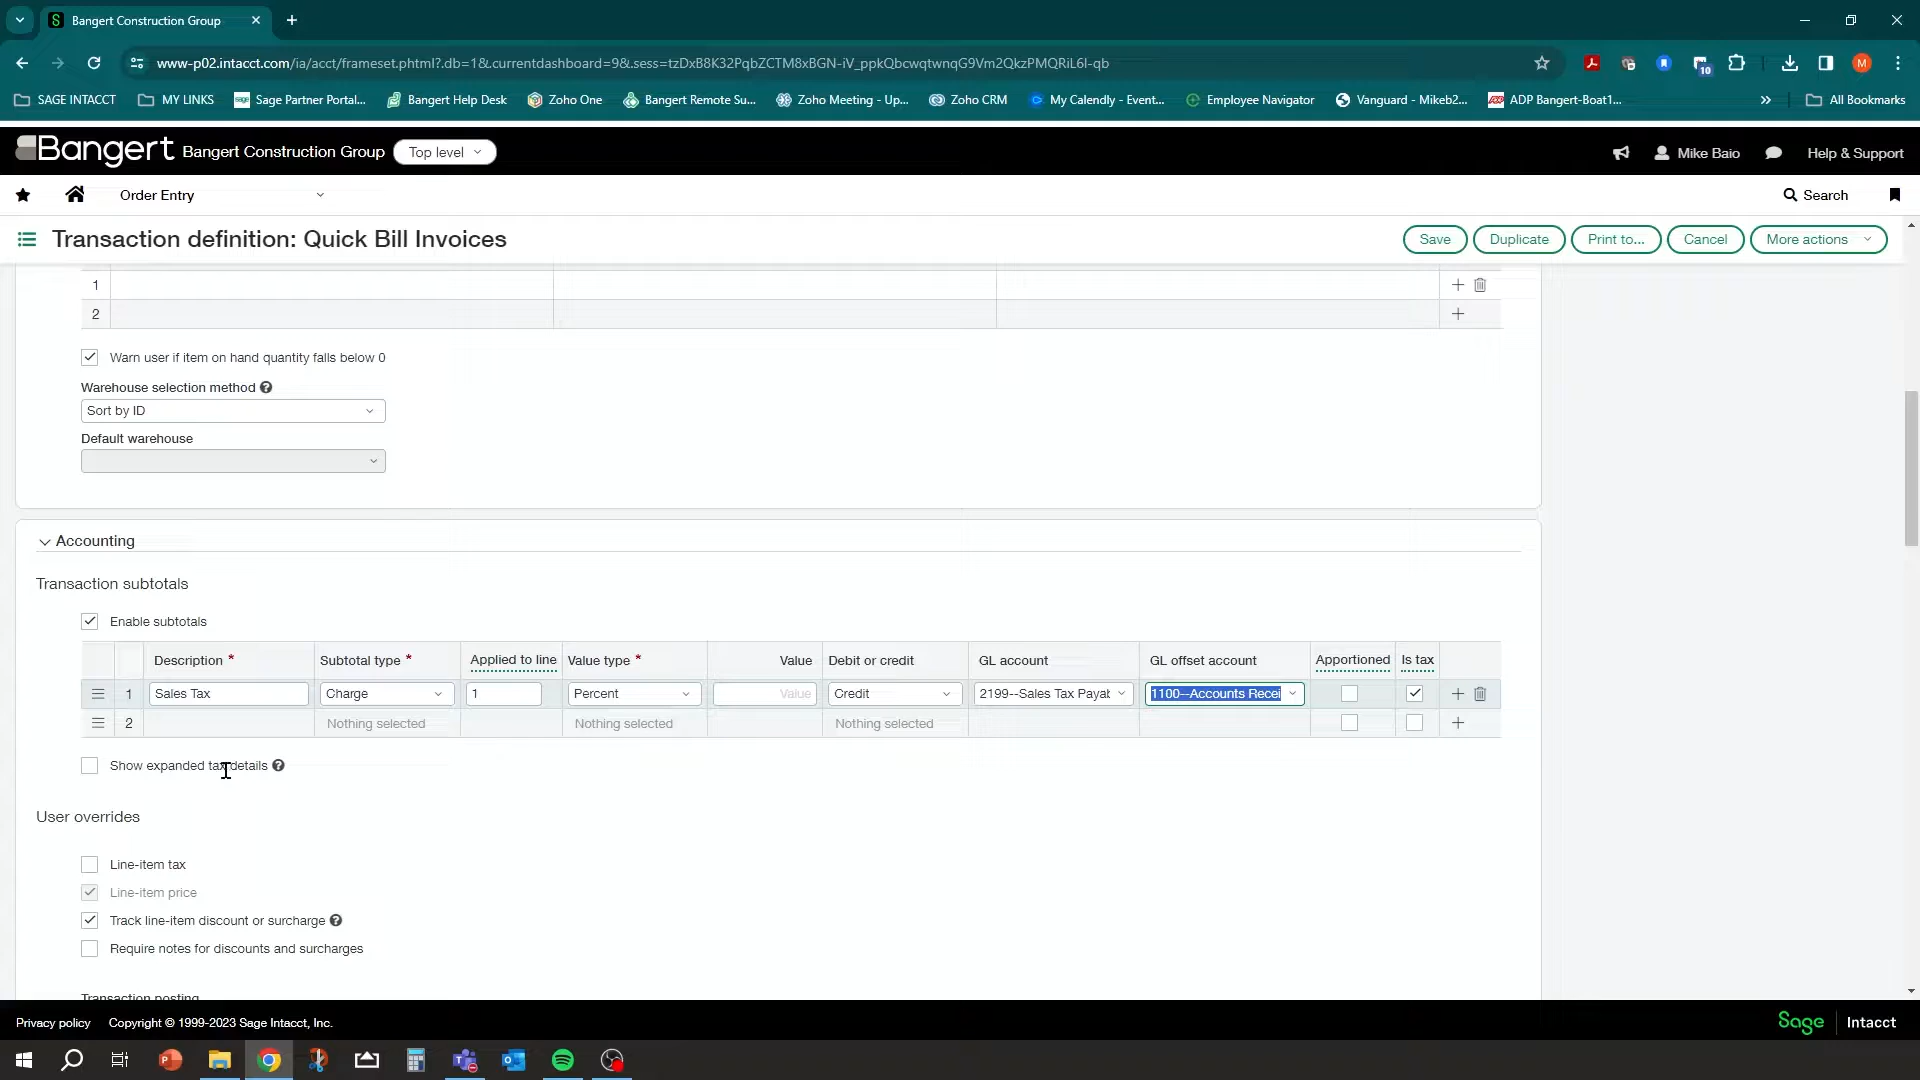 Bangert Construction Group
www-p02.intacct.com/ia/acct/frameset.phtml?.db=1&.currentdashboard=9&.sess=tzDxB8K32PqbZCTM8xBGN-iV_ppkQbcwqtwnqG9Vm2QkzPMQRiL6l-qb
10
M
SAGE INTACCT
MY LINKS
Sage Partner Portal...
Bangert Help Desk
Zoho One
Bangert Remote Su...
Zoho Meeting - Up...
Zoho CRM
My Calendly - Event...
Employee Navigator
Vanguard - Mikeb2...
ADP Bangert-Boat1...
»
All Bookmarks
Bangert Bangert Construction Group Top level
Mike Baio
Help & Support
Order Entry
Search
Transaction definition: Quick Bill Invoices
Save
Duplicate
Print to...
Cancel
More actions
1
2
Warn user if item on hand quantity falls below 0
Warehouse selection method
Sort by ID
Default warehouse
Accounting
Transaction subtotals
Enable subtotals
Description * Subtotal type * Applied to line Value type * Value Debit or credit GL account GL offset account Apportioned Is tax
1 Sales Tax Charge 1 Percent Value Credit 2199--Sales Tax Payab 1100--Accounts Recei
2 Nothing selected Nothing selected Nothing selected
Show expanded tax details
User overrides
Line-item tax
Line-item price
Track line-item discount or surcharge
Require notes for discounts and surcharges
Transaction posting
Privacy policy Copyright © 1999-2023 Sage Intacct, Inc.
Sage Intacct